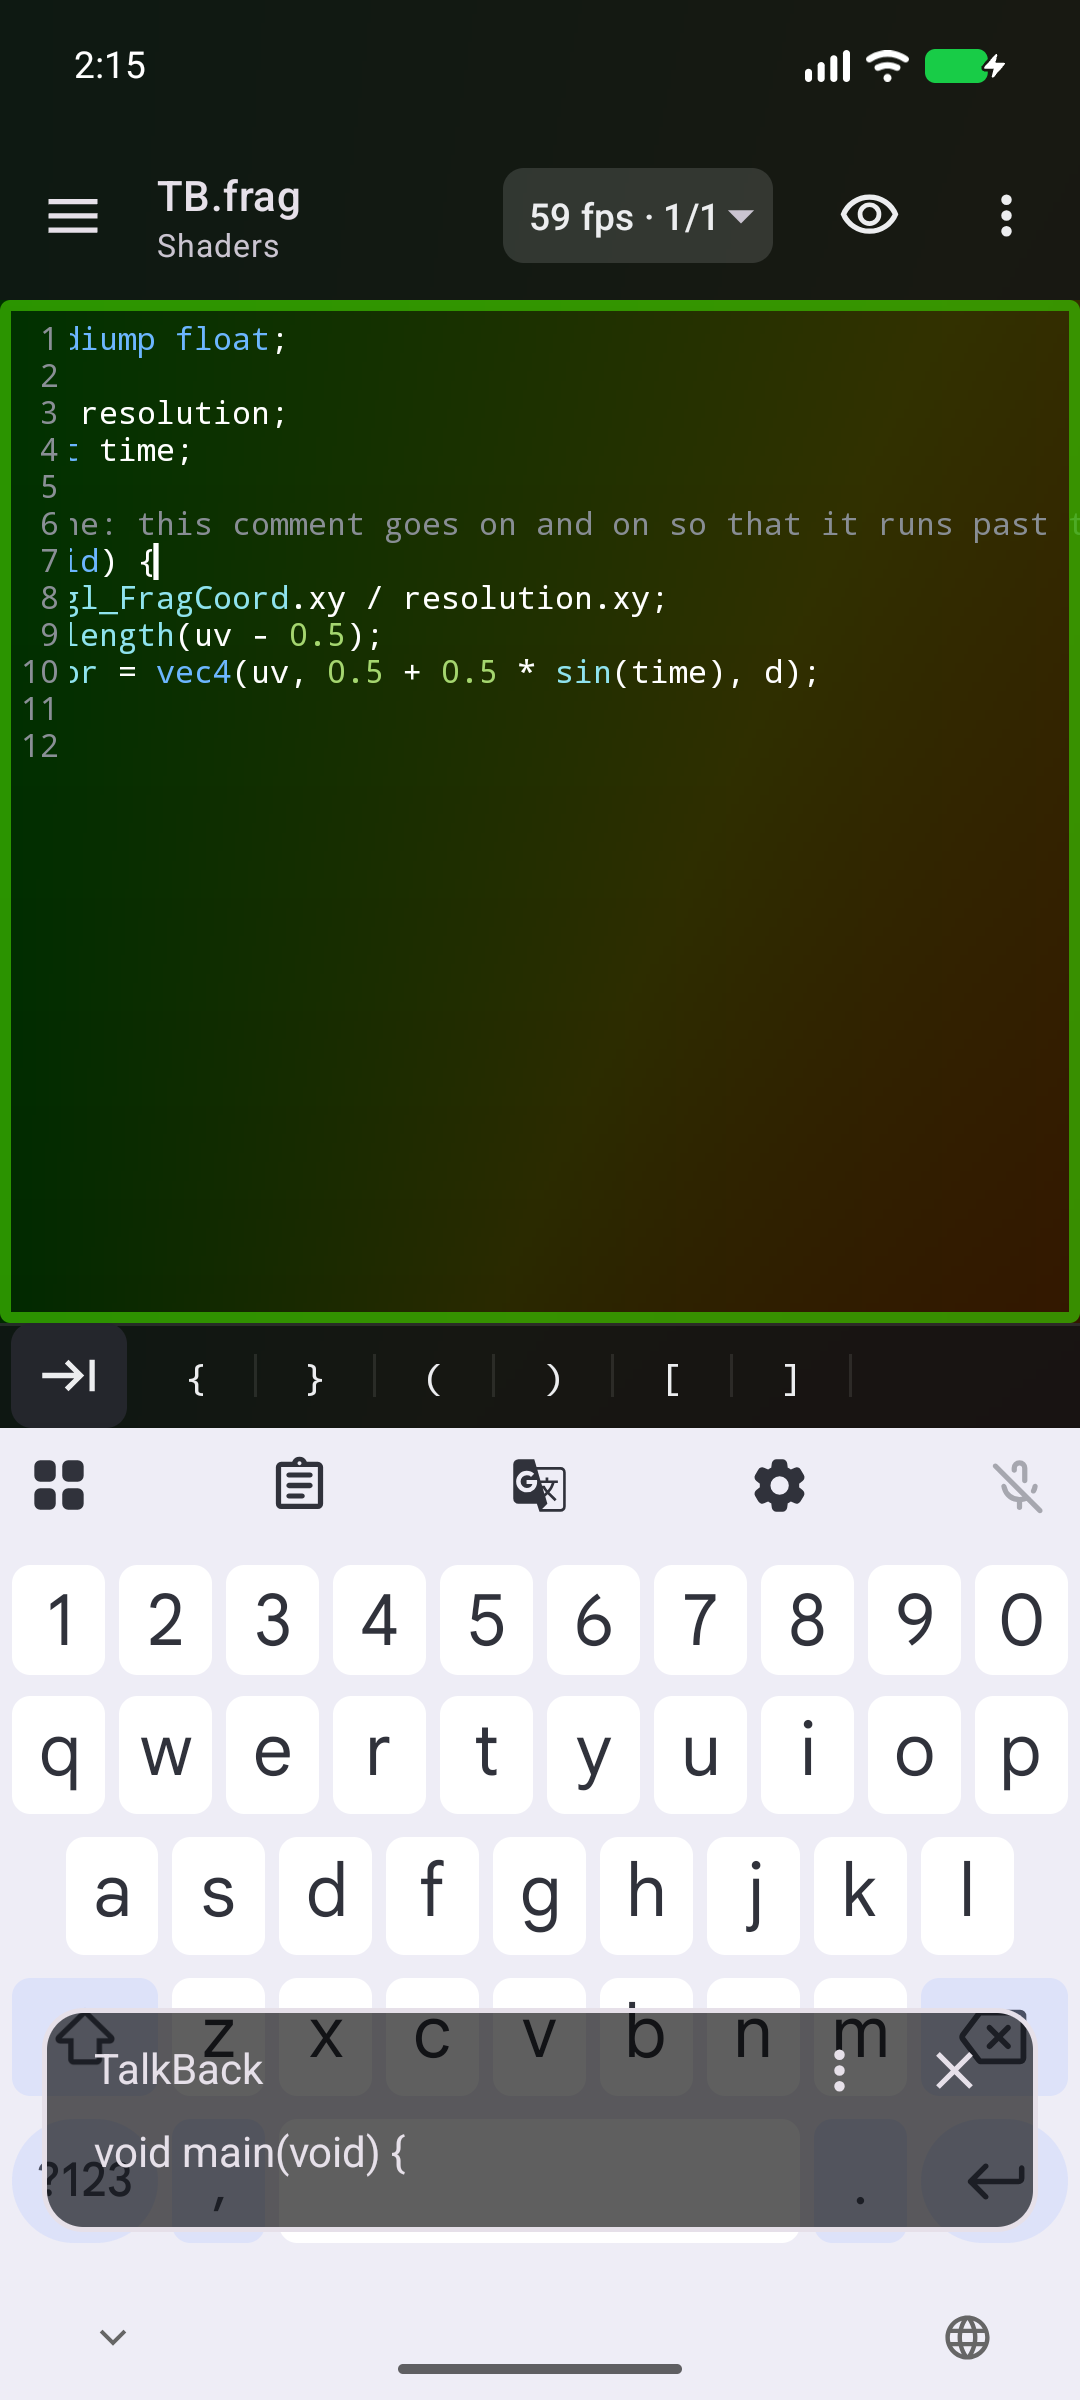 2:15
TB.frag
Shaders
59 fps · 1/1
1 diump float;
2
3 resolution;
4 t time;
5
6 ne: this comment goes on and on so that it runs past t
7 id) {
8 gl_FragCoord.xy / resolution.xy;
9 length(uv - 0.5);
10 or = vec4(uv, 0.5 + 0.5 * sin(time), d);
11
12
{ } ( ) [ ]
1 2 3 4 5 6 7 8 9 0
q w e r t y u i o p
a s d f g h j k l
z x c v b n m
TalkBack
void main(void) {
?123 , .